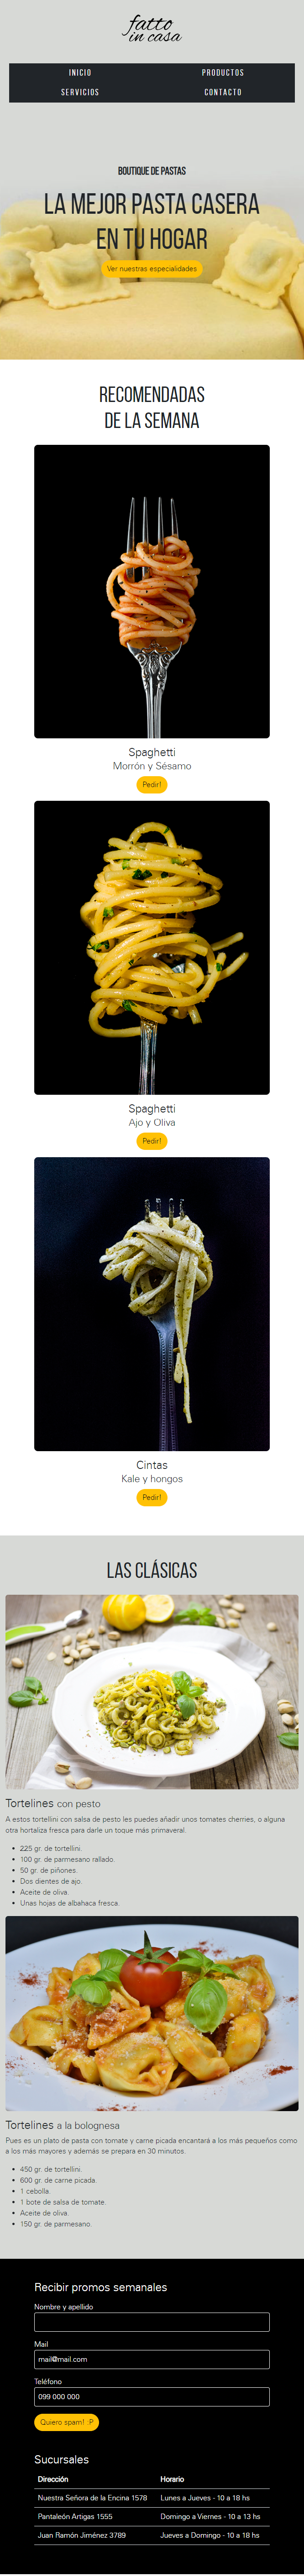 fatto
in casa
INICIO
PRODUCTOS
SERVICIOS
CONTACTO
BOUTIQUE DE PASTAS
LA MEJOR PASTA CASERA
EN TU HOGAR
Ver nuestras especialidades
RECOMENDADAS
DE LA SEMANA
Spaghetti
Morrón y Sésamo
Pedir!
Spaghetti
Ajo y Oliva
Pedir!
Cintas
Kale y hongos
Pedir!
LAS CLÁSICAS
Tortelines con pesto
A estos tortellini con salsa de pesto les puedes añadir unos tomates cherries, o alguna
otra hortaliza fresca para darle un toque más primaveral.
225 gr. de tortellini.
100 gr. de parmesano rallado.
50 gr. de piñones.
Dos dientes de ajo.
Aceite de oliva.
Unas hojas de albahaca fresca.
Tortelines a la bolognesa
Pues es un plato de pasta con tomate y carne picada encantará a los más pequeños como
a los más mayores y además se prepara en 30 minutos.
450 gr. de tortellini.
600 gr. de carne picada.
1 cebolla.
1 bote de salsa de tomate.
Aceite de oliva.
150 gr. de parmesano.
Recibir promos semanales
Nombre y apellido
Mail
mail@mail.com
Teléfono
099 000 000
Quiero spam! :P
Sucursales
Dirección Horario
Nuestra Señora de la Encina 1578 Lunes a Jueves - 10 a 18 hs
Pantaleón Artigas 1555 Domingo a Viernes - 10 a 13 hs
Juan Ramón Jiménez 3789 Jueves a Domingo - 10 a 18 hs